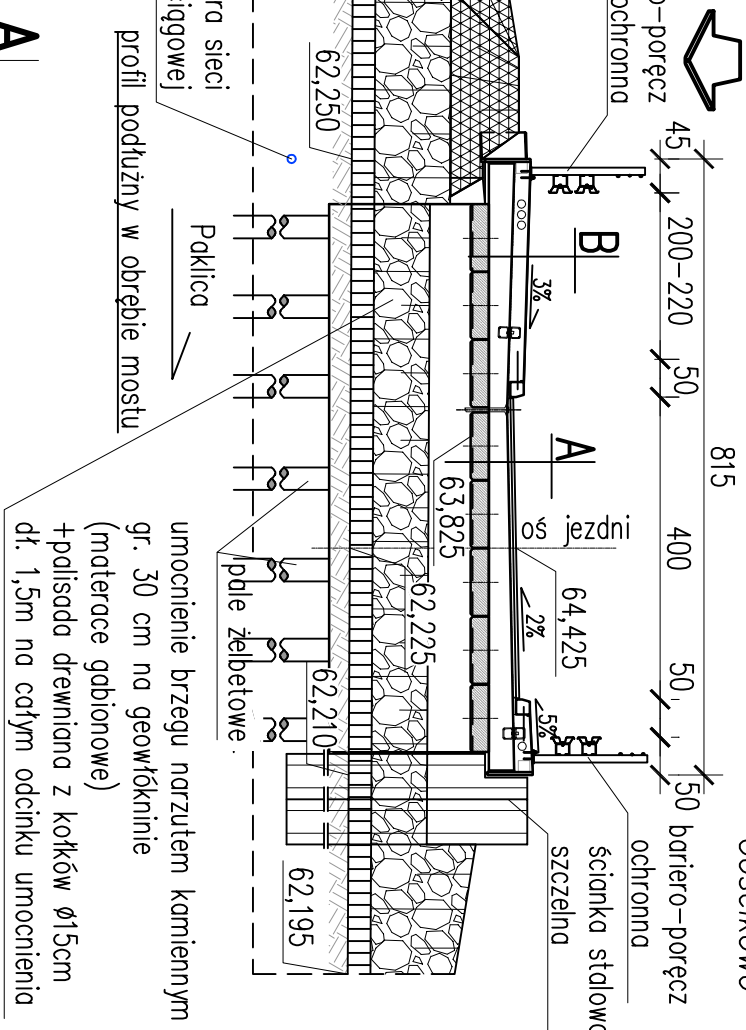 815
45 200-220 50 400 50 50
o-poręcz
ochronna
bariero-poręcz
ochronna
ścianka stalowa
szczelna
B
A
3%
2%
5%
oś jezdni
64,425
63,825
62,225
62,250
62,210
62,195
ra sieci
ciągowej
Paklica
pale żelbetowe
profil podłużny w obrębie mostu
umocnienie brzegu narzutem kamiennym
gr. 30 cm na geowłókninie
(materace gabionowe)
+palisada drewniana z kołków ø15cm
dł. 1,5m na całym odcinku umocnienia
A